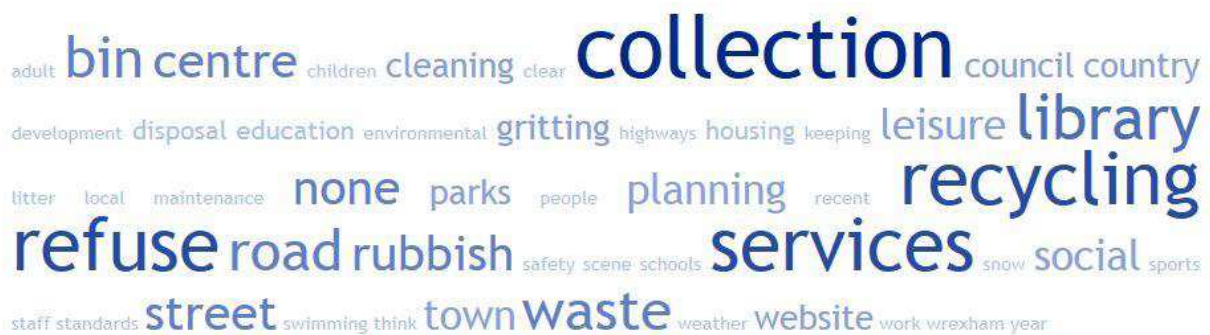 adult bin centre children cleaning clear collection council country
development disposal education environmental gritting highways housing keeping leisure library
litter local maintenance none parks people planning recent recycling
refuse road rubbish safety scene schools services snow social sports
staff standards street swimming think town waste weather website work wrexham year